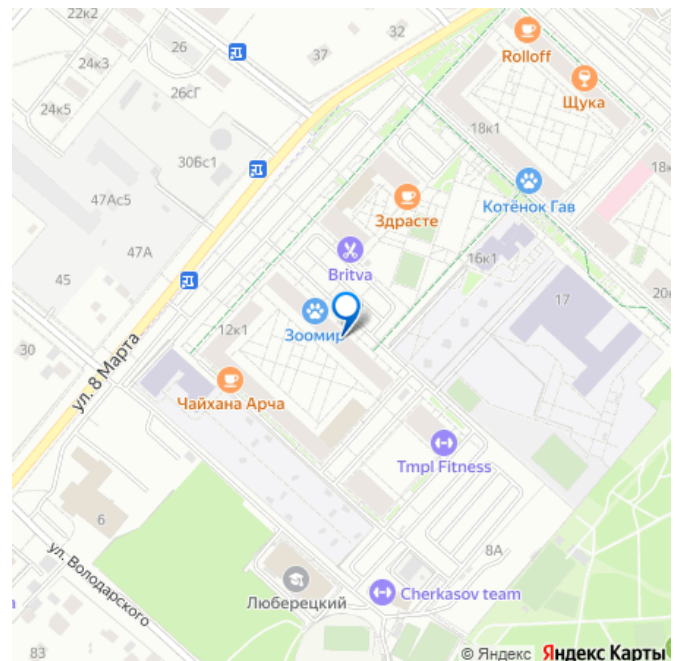 22к2
32
26
37
Rolloff
24к3
26сГ
Щука
24к5
18к1
30Бс1
18к
Котёнок Гав
47Ас5
Здрасте
47А
Britva
16к1
45
17
20к
12к1
Зоомир
30
ул. 8 Марта
Чайхана Арча
Tmpl Fitness
6
8А
ул. Володарского
Люберецкий
Cherkasov team
83
© Яндекс Яндекс Карты